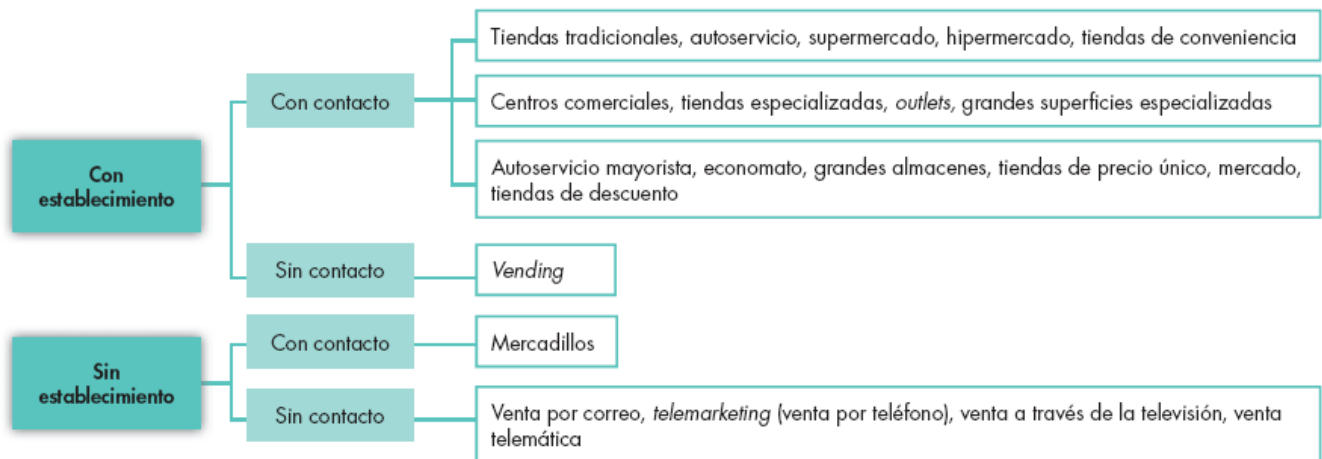 Con
establecimiento
Con contacto
Tiendas tradicionales, autoservicio, supermercado, hipermercado, tiendas de conveniencia
Centros comerciales, tiendas especializadas, outlets, grandes superficies especializadas
Autoservicio mayorista, economato, grandes almacenes, tiendas de precio único, mercado,
tiendas de descuento
Sin contacto
Vending
Sin
establecimiento
Con contacto
Mercadillos
Sin contacto
Venta por correo, telemarketing (venta por teléfono), venta a través de la televisión, venta
telemática